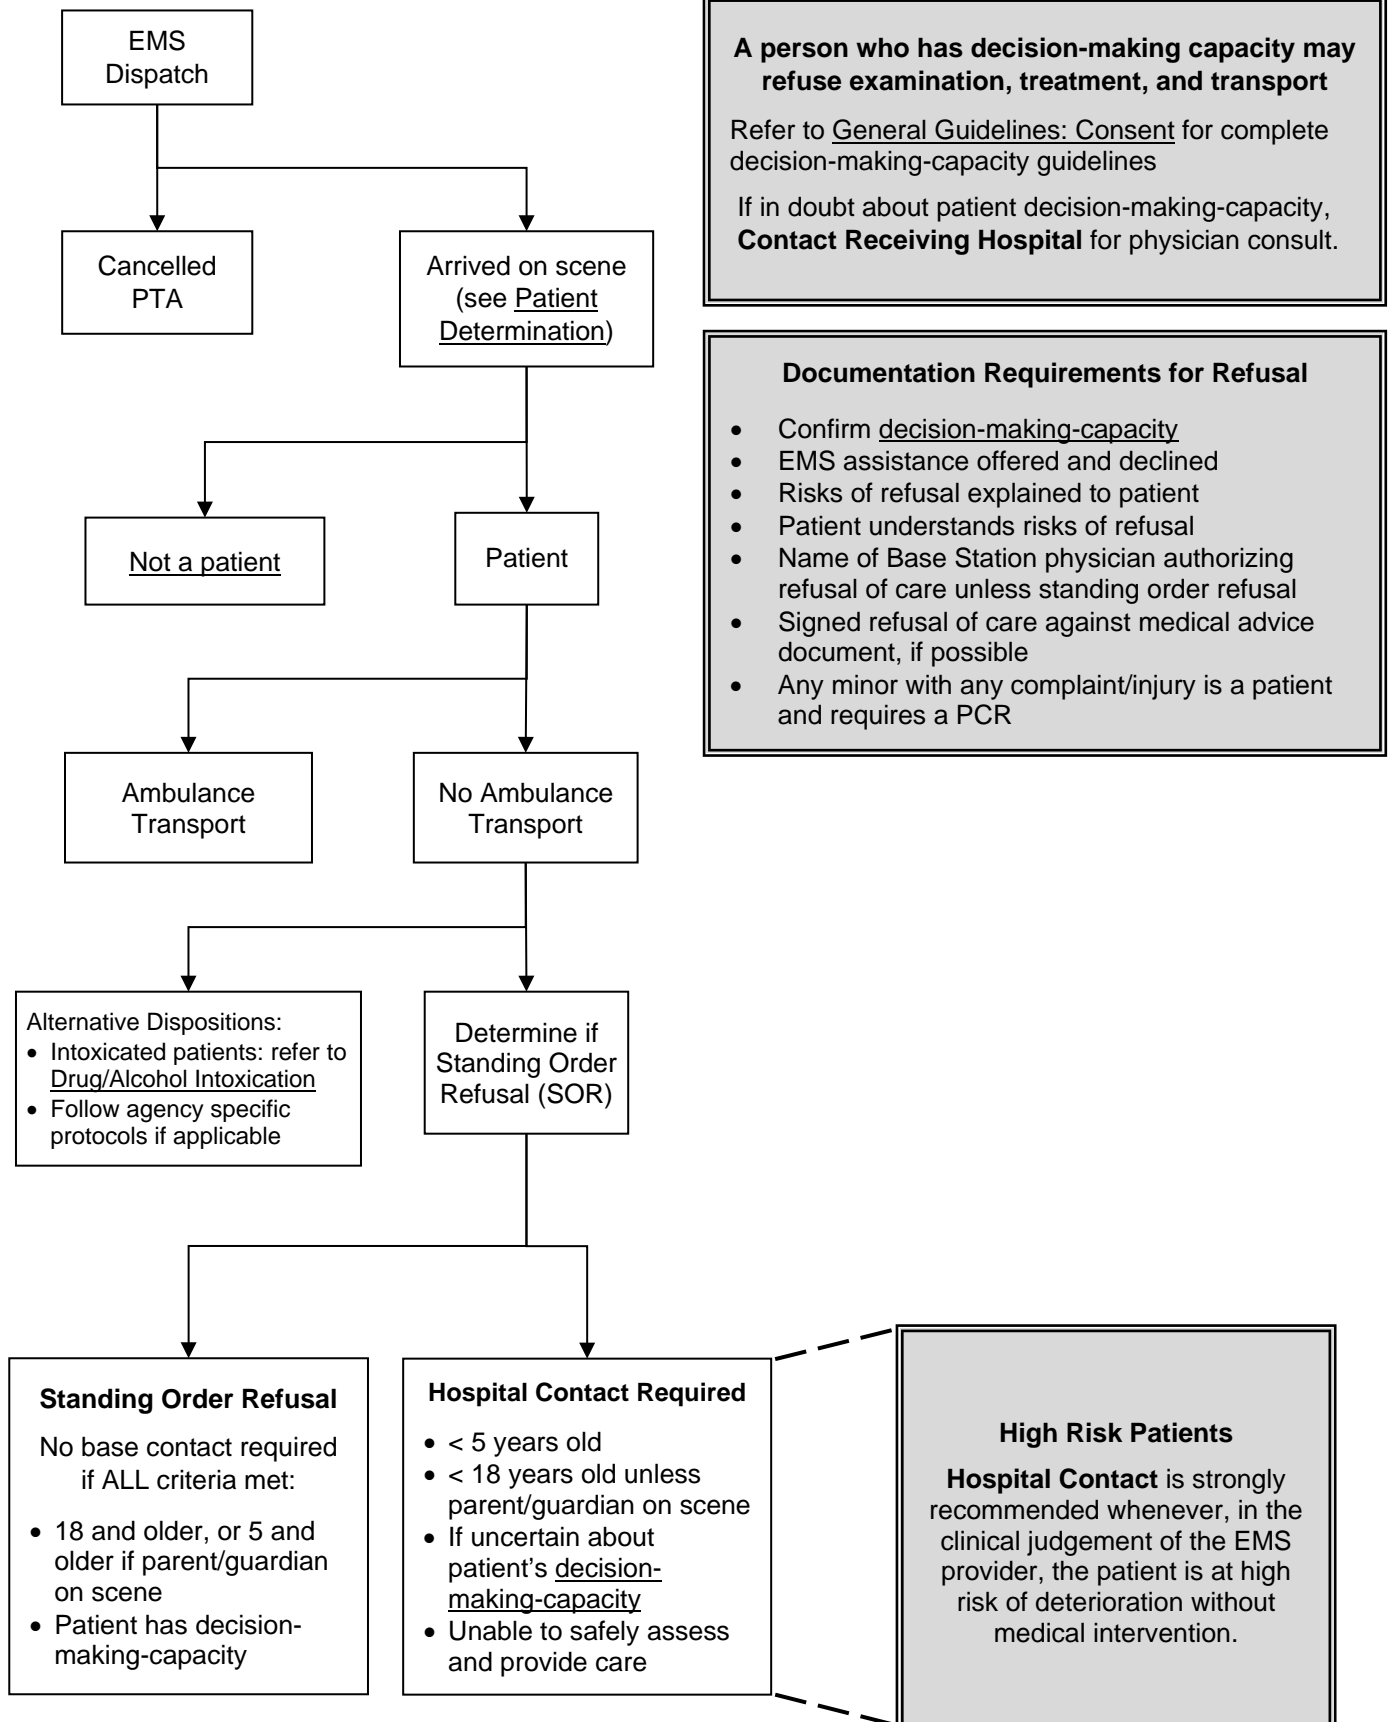 EMS
Dispatch
Cancelled
PTA
Arrived on scene
(see Patient
Determination)
Not a patient
Patient
Ambulance
Transport
No Ambulance
Transport
Alternative Dispositions:
• Intoxicated patients: refer to
Drug/Alcohol Intoxication
• Follow agency specific
protocols if applicable
Determine if
Standing Order
Refusal (SOR)
Standing Order Refusal
No base contact required
if ALL criteria met:
• 18 and older, or 5 and
older if parent/guardian
on scene
• Patient has decision-
making-capacity
Hospital Contact Required
• < 5 years old
• < 18 years old unless
parent/guardian on scene
• If uncertain about
patient's decision-
making-capacity
• Unable to safely assess
and provide care
A person who has decision-making capacity may
refuse examination, treatment, and transport
Refer to General Guidelines: Consent for complete
decision-making-capacity guidelines
If in doubt about patient decision-making-capacity,
Contact Receiving Hospital for physician consult.
Documentation Requirements for Refusal
• Confirm decision-making-capacity
• EMS assistance offered and declined
• Risks of refusal explained to patient
• Patient understands risks of refusal
• Name of Base Station physician authorizing
refusal of care unless standing order refusal
• Signed refusal of care against medical advice
document, if possible
• Any minor with any complaint/injury is a patient
and requires a PCR
High Risk Patients
Hospital Contact is strongly
recommended whenever, in the
clinical judgement of the EMS
provider, the patient is at high
risk of deterioration without
medical intervention.